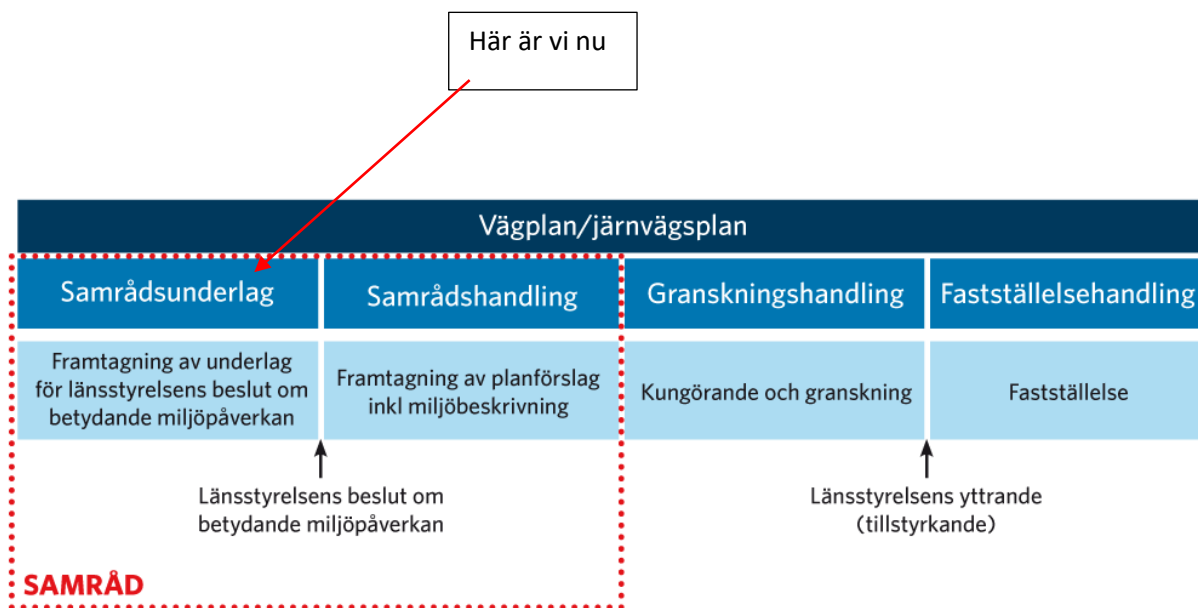 Här är vi nu
Vägplan/järnvägsplan
Samrådsunderlag
Samrådshandling
Granskningshandling
Fastställelsehandling
Framtagning av underlag
för länsstyrelsens beslut om
betydande miljöpåverkan
Framtagning av planförslag
inkl miljöbeskrivning
Kungörande och granskning
Fastställelse
Länsstyrelsens beslut om
betydande miljöpåverkan
Länsstyrelsens yttrande
(tillstyrkande)
SAMRÅD